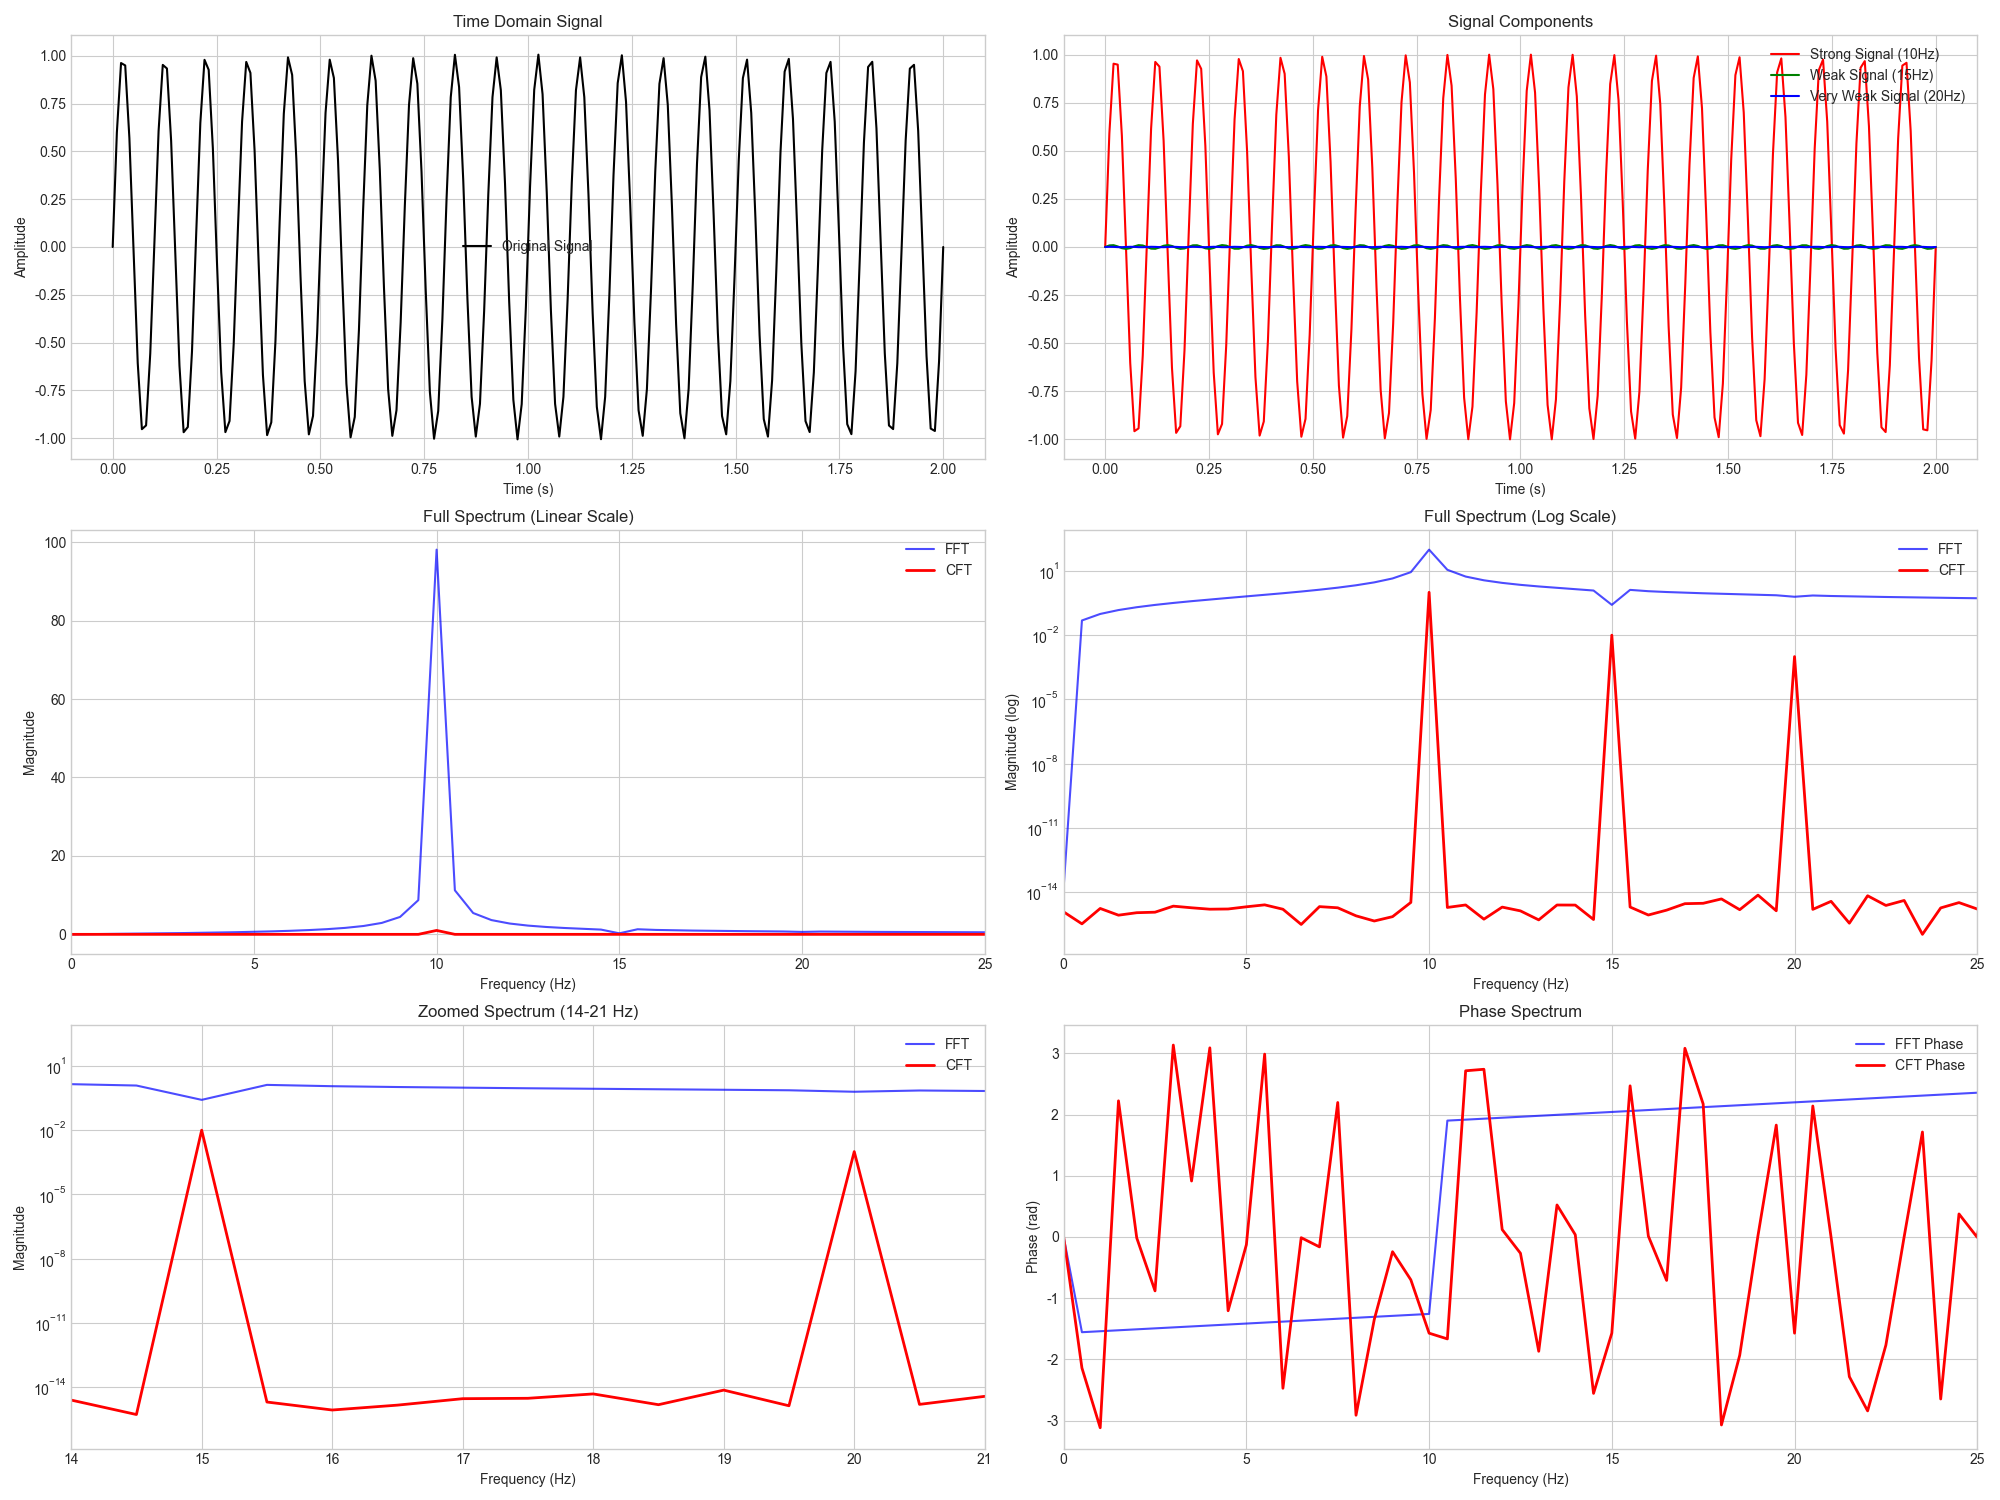 Time Domain Signal
1.00
0.75
0.50
0.25
0.00
-0.25
-0.50
-0.75
-1.00
Amplitude
Original Signal
0.00 0.25 0.50 0.75 1.00 1.25 1.50 1.75 2.00
Time (s)
Signal Components
1.00
0.75
0.50
0.25
0.00
-0.25
-0.50
-0.75
-1.00
Amplitude
Strong Signal (10Hz)
Weak Signal (15Hz)
Very Weak Signal (20Hz)
0.00 0.25 0.50 0.75 1.00 1.25 1.50 1.75 2.00
Time (s)
Full Spectrum (Linear Scale)
100
80
60
40
20
0
Magnitude
FFT
CFT
0 5 10 15 20 25
Frequency (Hz)
Full Spectrum (Log Scale)
10^1
10^-2
10^-5
10^-8
10^-11
10^-14
Magnitude (log)
FFT
CFT
0 5 10 15 20 25
Frequency (Hz)
Zoomed Spectrum (14-21 Hz)
10^1
10^-2
10^-5
10^-8
10^-11
10^-14
Magnitude
FFT
CFT
14 15 16 17 18 19 20 21
Frequency (Hz)
Phase Spectrum
3
2
1
0
-1
-2
-3
Phase (rad)
FFT Phase
CFT Phase
0 5 10 15 20 25
Frequency (Hz)